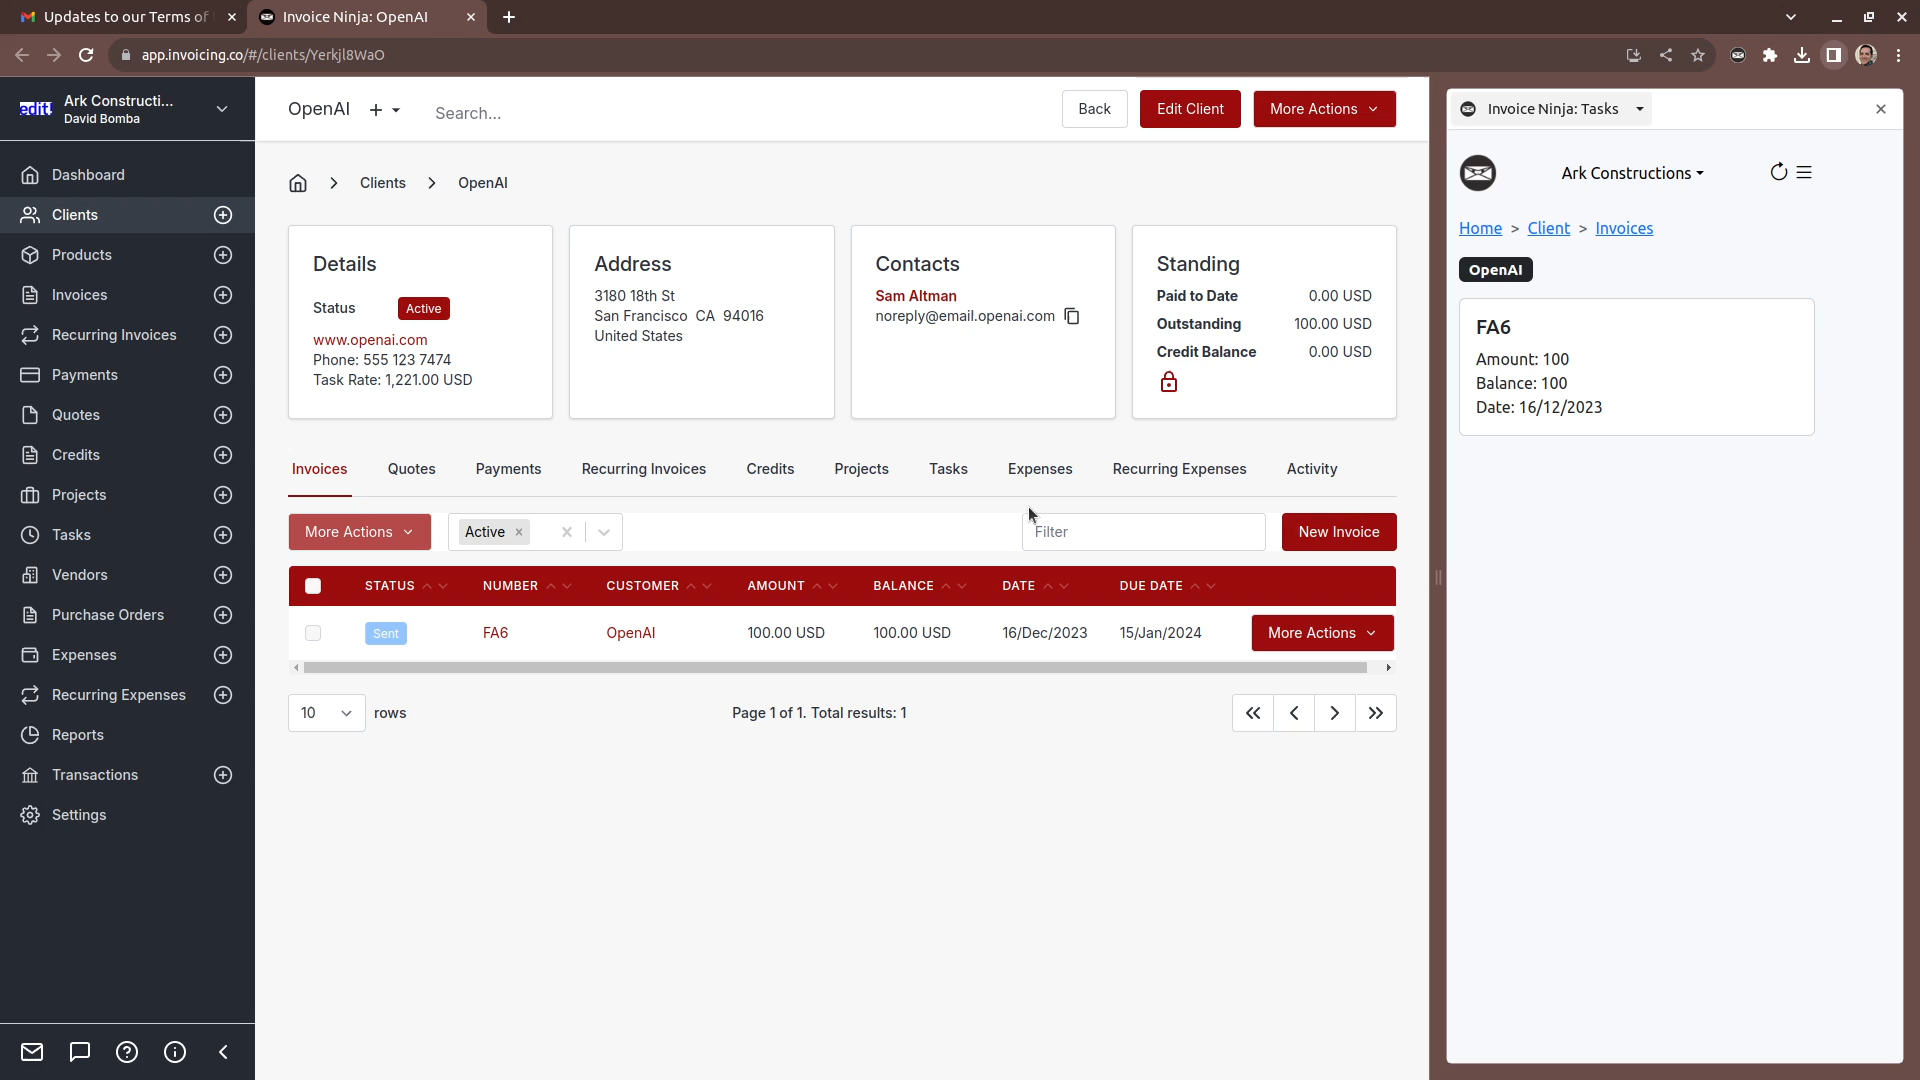 Updates to our Terms of
Invoice Ninja: OpenAI
app.invoicing.co/#/clients/Yerkjl8WaO
edit!
Ark Constructi...
David Bomba
Dashboard
Clients
Products
Invoices
Recurring Invoices
Payments
Quotes
Credits
Projects
Tasks
Vendors
Purchase Orders
Expenses
Recurring Expenses
Reports
Transactions
Settings
OpenAI
Search...
Back
Edit Client
More Actions
Clients
OpenAI
Details
Status Active
www.openai.com
Phone: 555 123 7474
Task Rate: 1,221.00 USD
Address
3180 18th St
San Francisco CA 94016
United States
Contacts
Sam Altman
noreply@email.openai.com
Standing
Paid to Date 0.00 USD
Outstanding 100.00 USD
Credit Balance 0.00 USD
Invoices Quotes Payments Recurring Invoices Credits Projects Tasks Expenses Recurring Expenses Activity
More Actions
Active
Filter
New Invoice
STATUS NUMBER CUSTOMER AMOUNT BALANCE DATE DUE DATE
Sent FA6 OpenAI 100.00 USD 100.00 USD 16/Dec/2023 15/Jan/2024 More Actions
10 rows
Page 1 of 1. Total results: 1
Invoice Ninja: Tasks
Ark Constructions
Home > Client > Invoices
OpenAI
FA6
Amount: 100
Balance: 100
Date: 16/12/2023